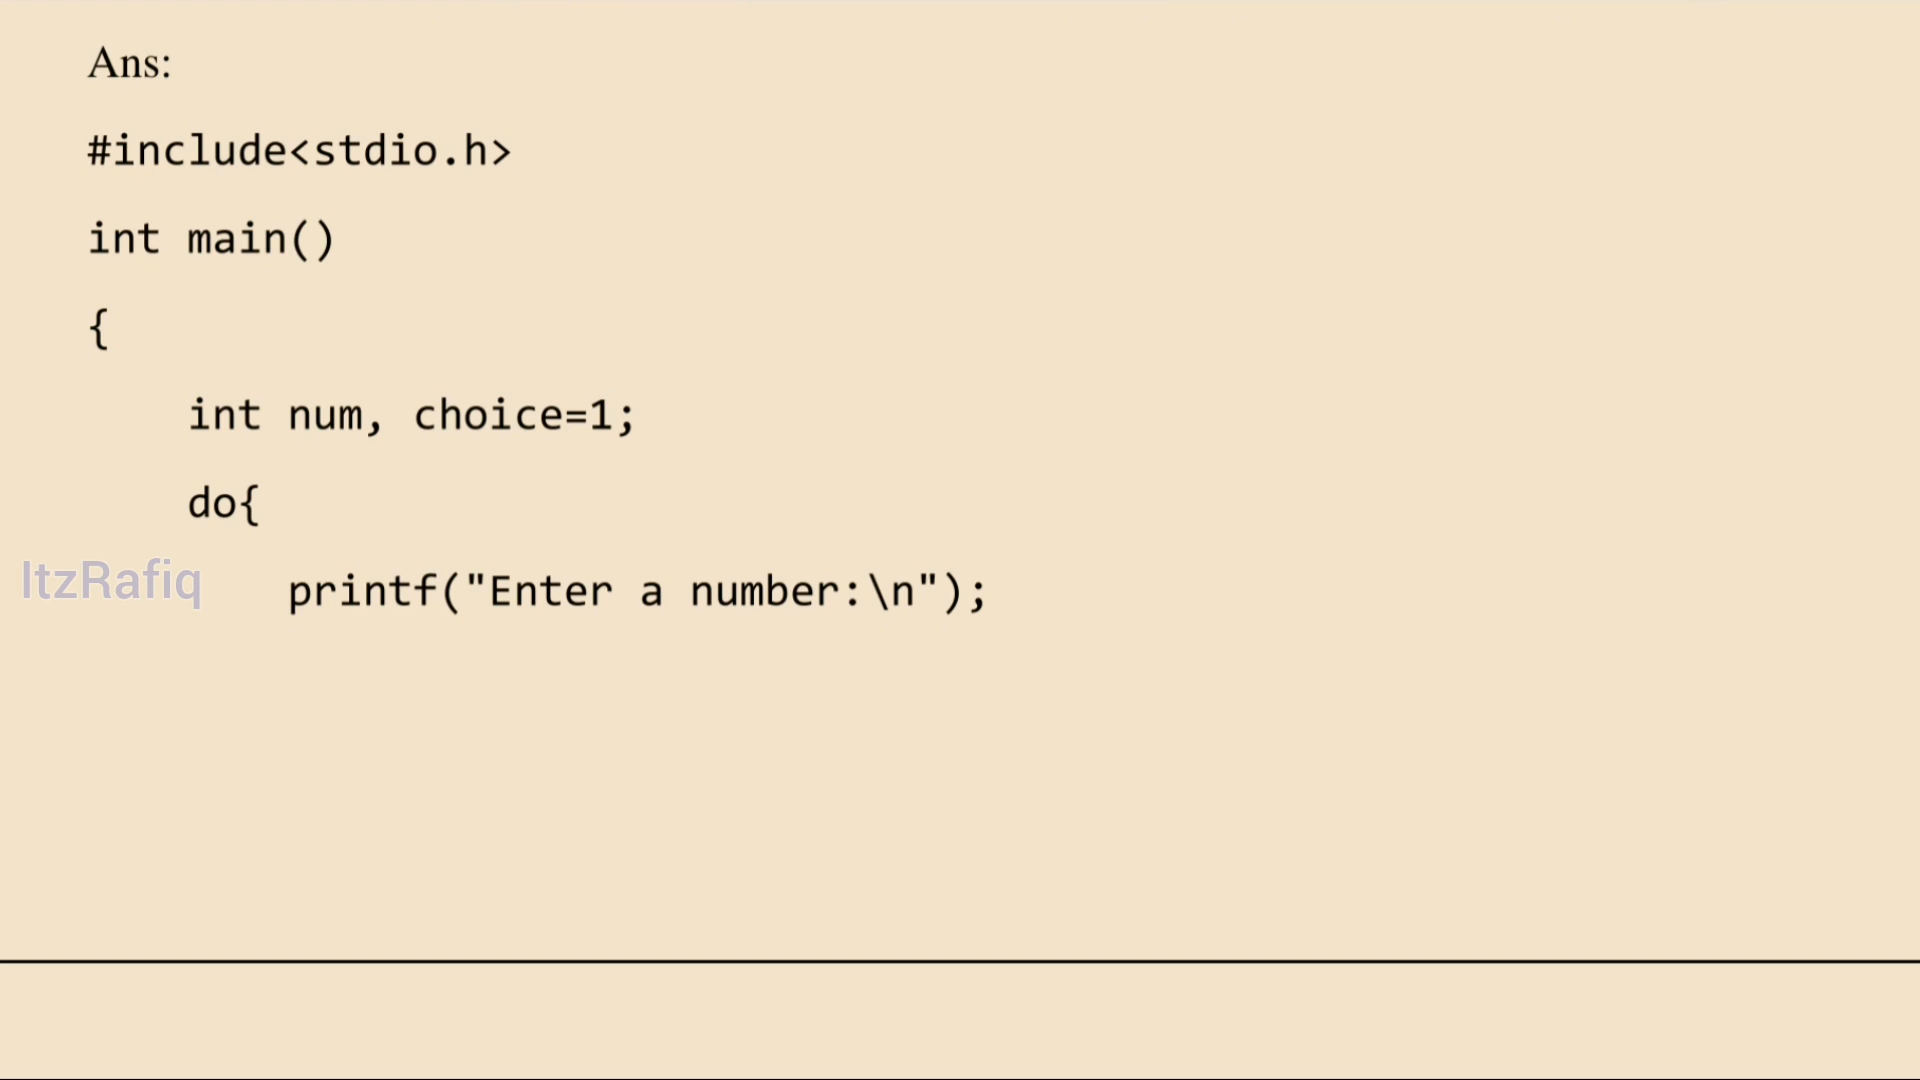 Ans:
#include<stdio.h>
int main()
{
    int num, choice=1;
    do{
ItzRafiq
        printf("Enter a number:\n");